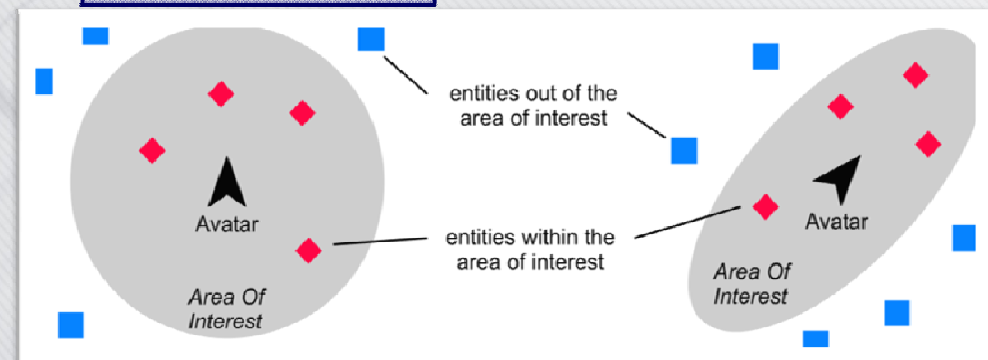 entities out of the
area of interest
Avatar
Avatar
entities within the
area of interest
Area Of
Interest
Area Of
Interest